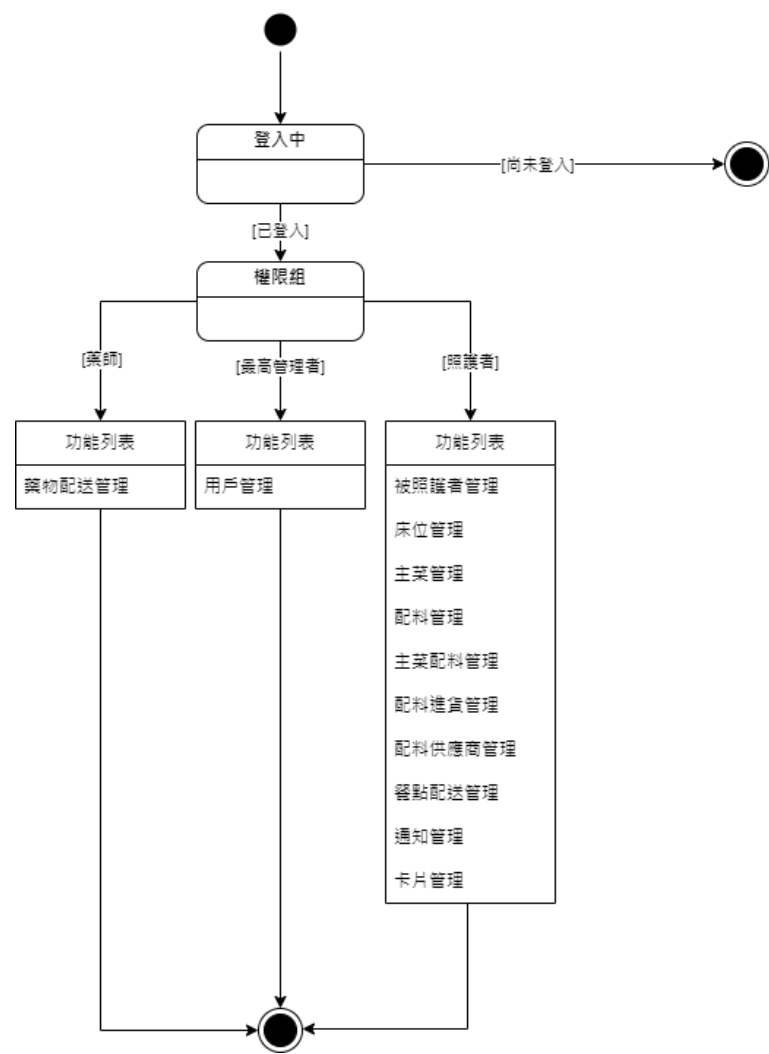 登入中
[尚未登入]
[已登入]
權限組
[藥師]
[最高管理者]
[照護者]
功能列表
藥物配送管理
功能列表
用戶管理
功能列表
被照護者管理
床位管理
主菜管理
配料管理
主菜配料管理
配料進貨管理
配料供應商管理
餐點配送管理
通知管理
卡片管理